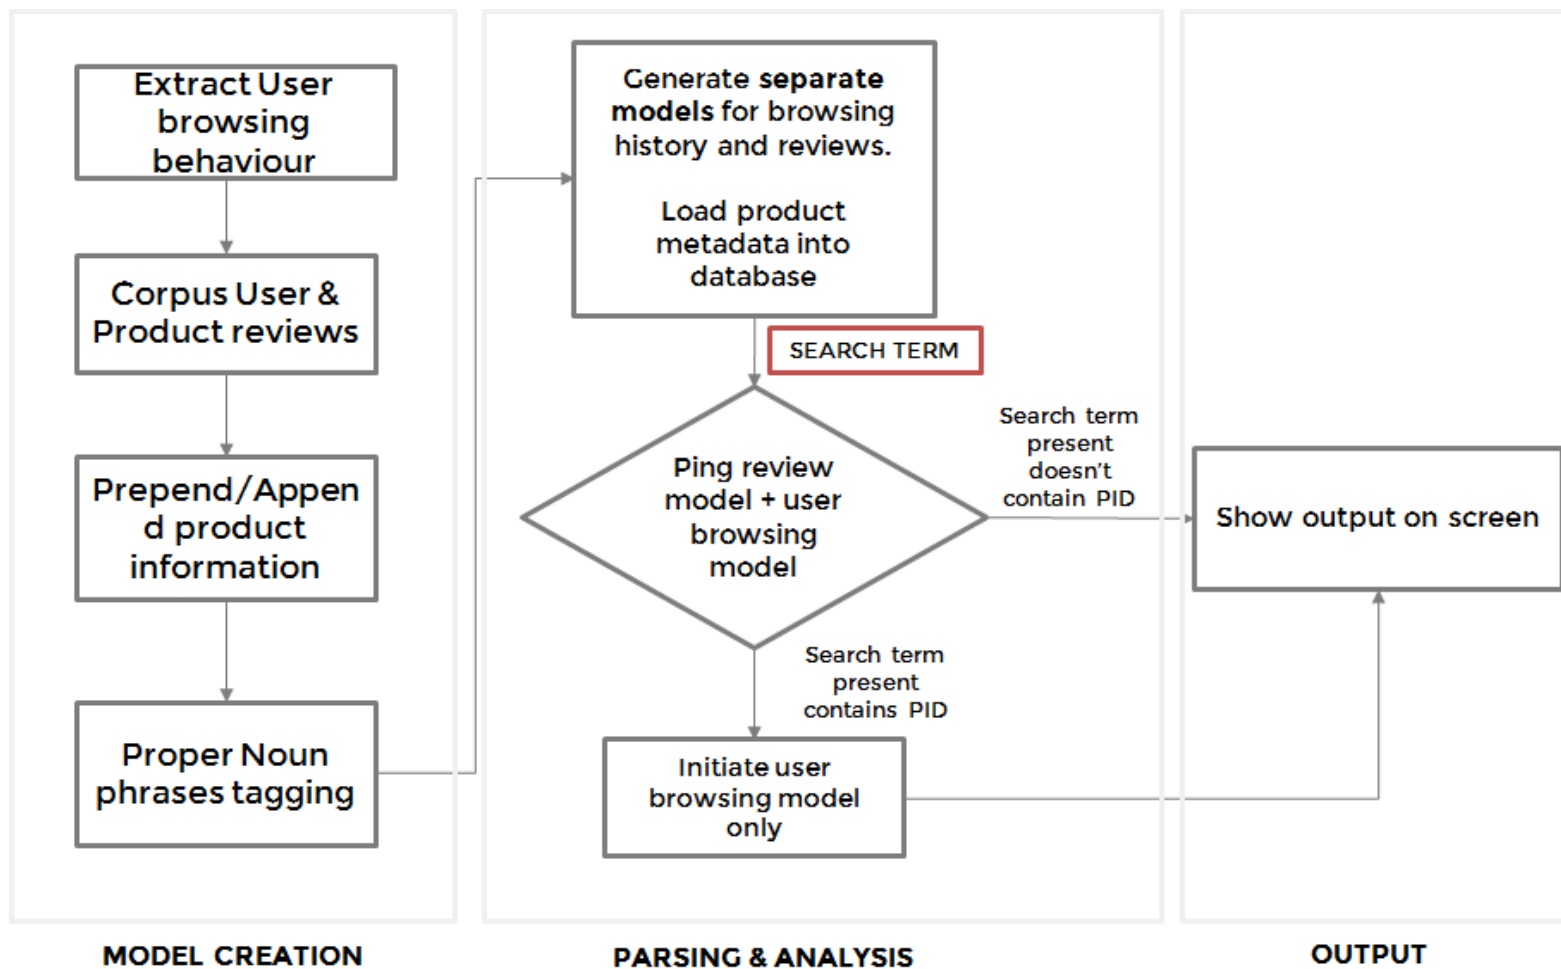 Extract User
browsing
behaviour
Corpus User &
Product reviews
Prepend/Appen
d product
information
Proper Noun
phrases tagging
MODEL CREATION
Generate separate
models for browsing
history and reviews.
Load product
metadata into
database
SEARCH TERM
Ping review
model + user
browsing
model
Search term
present
doesn't
contain PID
Search term
present
contains PID
Initiate user
browsing model
only
PARSING & ANALYSIS
Show output on screen
OUTPUT